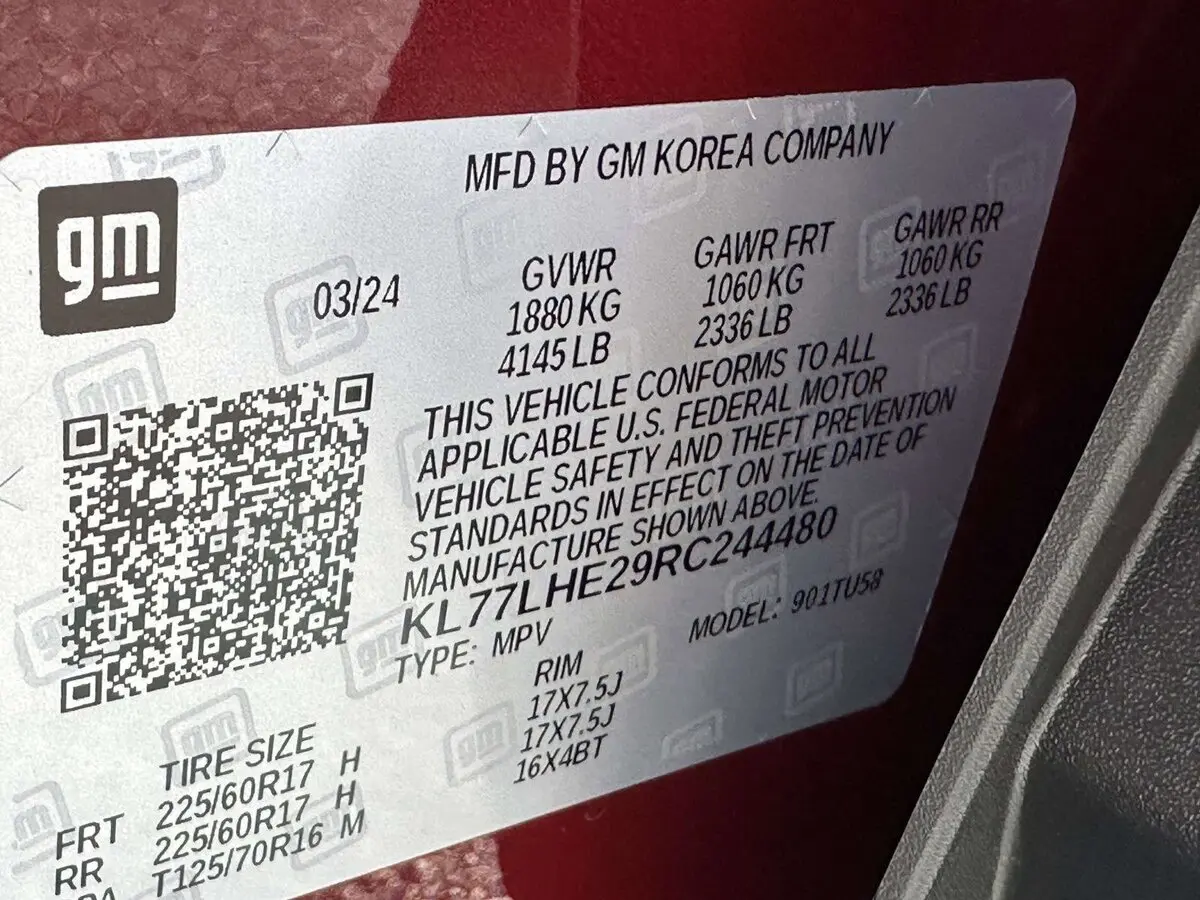 MFD BY GM KOREA COMPANY
gm
03/24
GVWR GAWR FRT GAWR RR
1880 KG 1060 KG 1060 KG
4145 LB 2336 LB 2336 LB
THIS VEHICLE CONFORMS TO ALL
APPLICABLE U.S. FEDERAL MOTOR
VEHICLE SAFETY AND THEFT PREVENTION
STANDARDS IN EFFECT ON THE DATE OF
MANUFACTURE SHOWN ABOVE.
KL77LHE29RC244480
TYPE: MPV MODEL: 901TU58
TIRE SIZE RIM
FRT 225/60R17 H 17X7.5J
RR 225/60R17 H 17X7.5J
T125/70R16 M 16X4BT